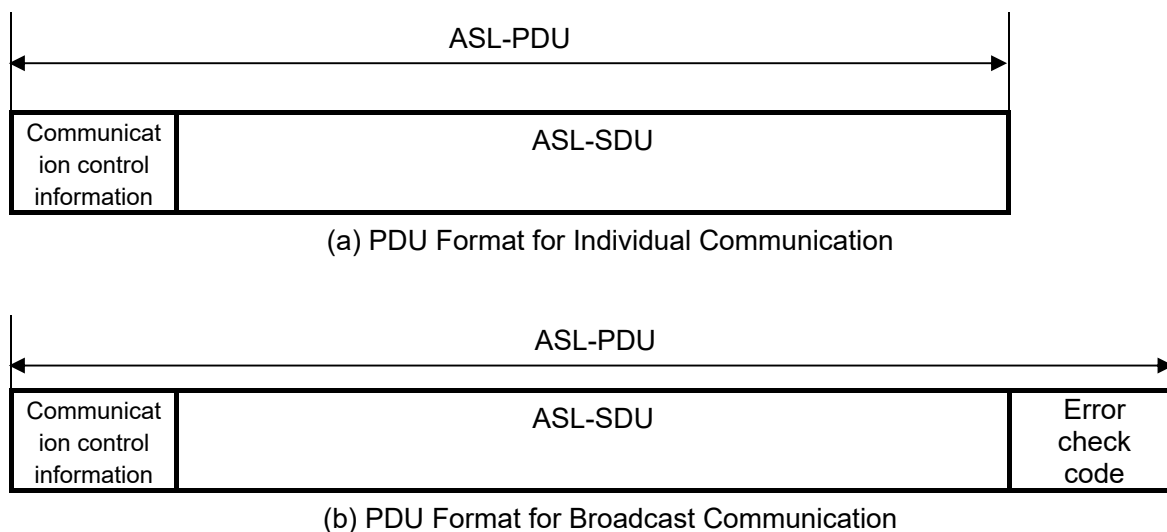 ASL-PDU
Communicat
ion control
information
ASL-SDU
(a) PDU Format for Individual Communication
ASL-PDU
Communicat
ion control
information
ASL-SDU
Error
check
code
(b) PDU Format for Broadcast Communication